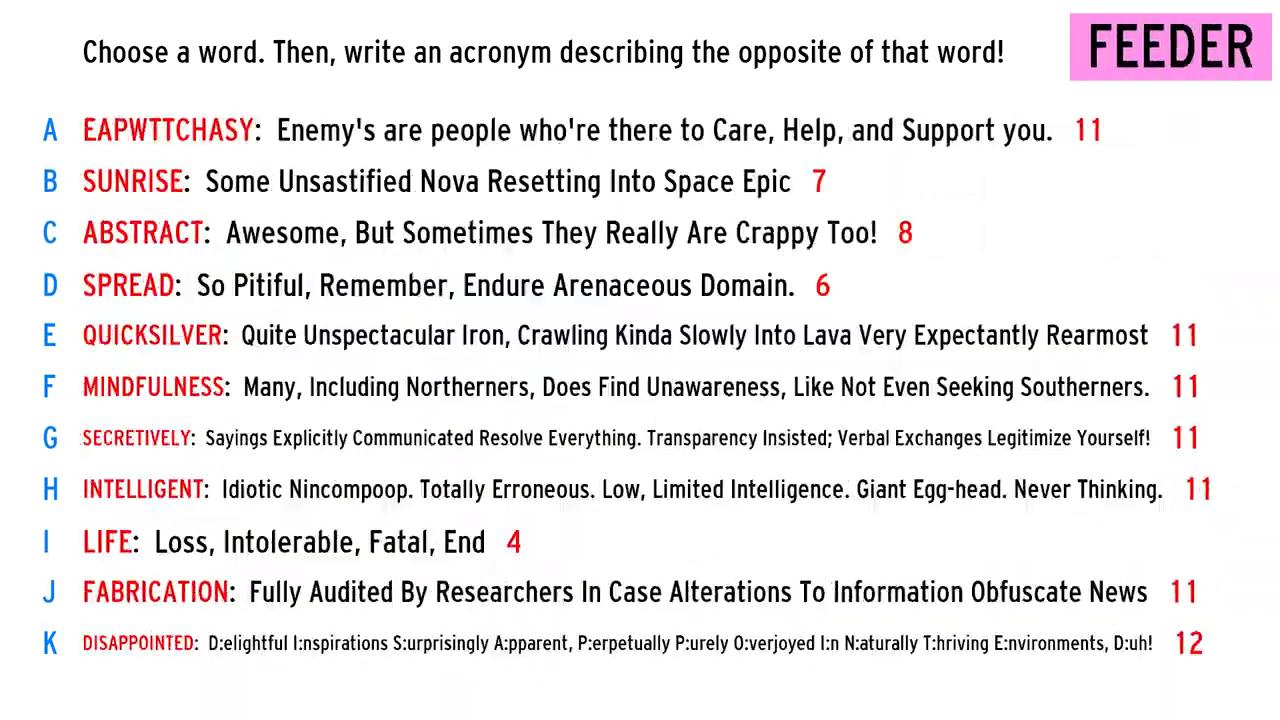 Choose a word. Then, write an acronym describing the opposite of that word!
FEEDER
A EAPWTTCHASY: Enemy's are people who're there to Care, Help, and Support you. 11
B SUNRISE: Some Unsastified Nova Resetting Into Space Epic 7
C ABSTRACT: Awesome, But Sometimes They Really Are Crappy Too! 8
D SPREAD: So Pitiful, Remember, Endure Arenaceous Domain. 6
E QUICKSILVER: Quite Unspectacular Iron, Crawling Kinda Slowly Into Lava Very Expectantly Rearmost 11
F MINDFULNESS: Many, Including Northerners, Does Find Unawareness, Like Not Even Seeking Southerners. 11
G SECRETIVELY: Sayings Explicitly Communicated Resolve Everything. Transparency Insisted; Verbal Exchanges Legitimize Yourself! 11
H INTELLIGENT: Idiotic Nincompoop. Totally Erroneous. Low, Limited Intelligence. Giant Egg-head. Never Thinking. 11
I LIFE: Loss, Intolerable, Fatal, End 4
J FABRICATION: Fully Audited By Researchers In Case Alterations To Information Obfuscate News 11
K DISAPPOINTED: D:elightful I:nspirations S:urprisingly A:pparent, P:erpetually P:urely O:verjoyed I:n N:aturally T:hriving E:nvironments, D:uh! 12